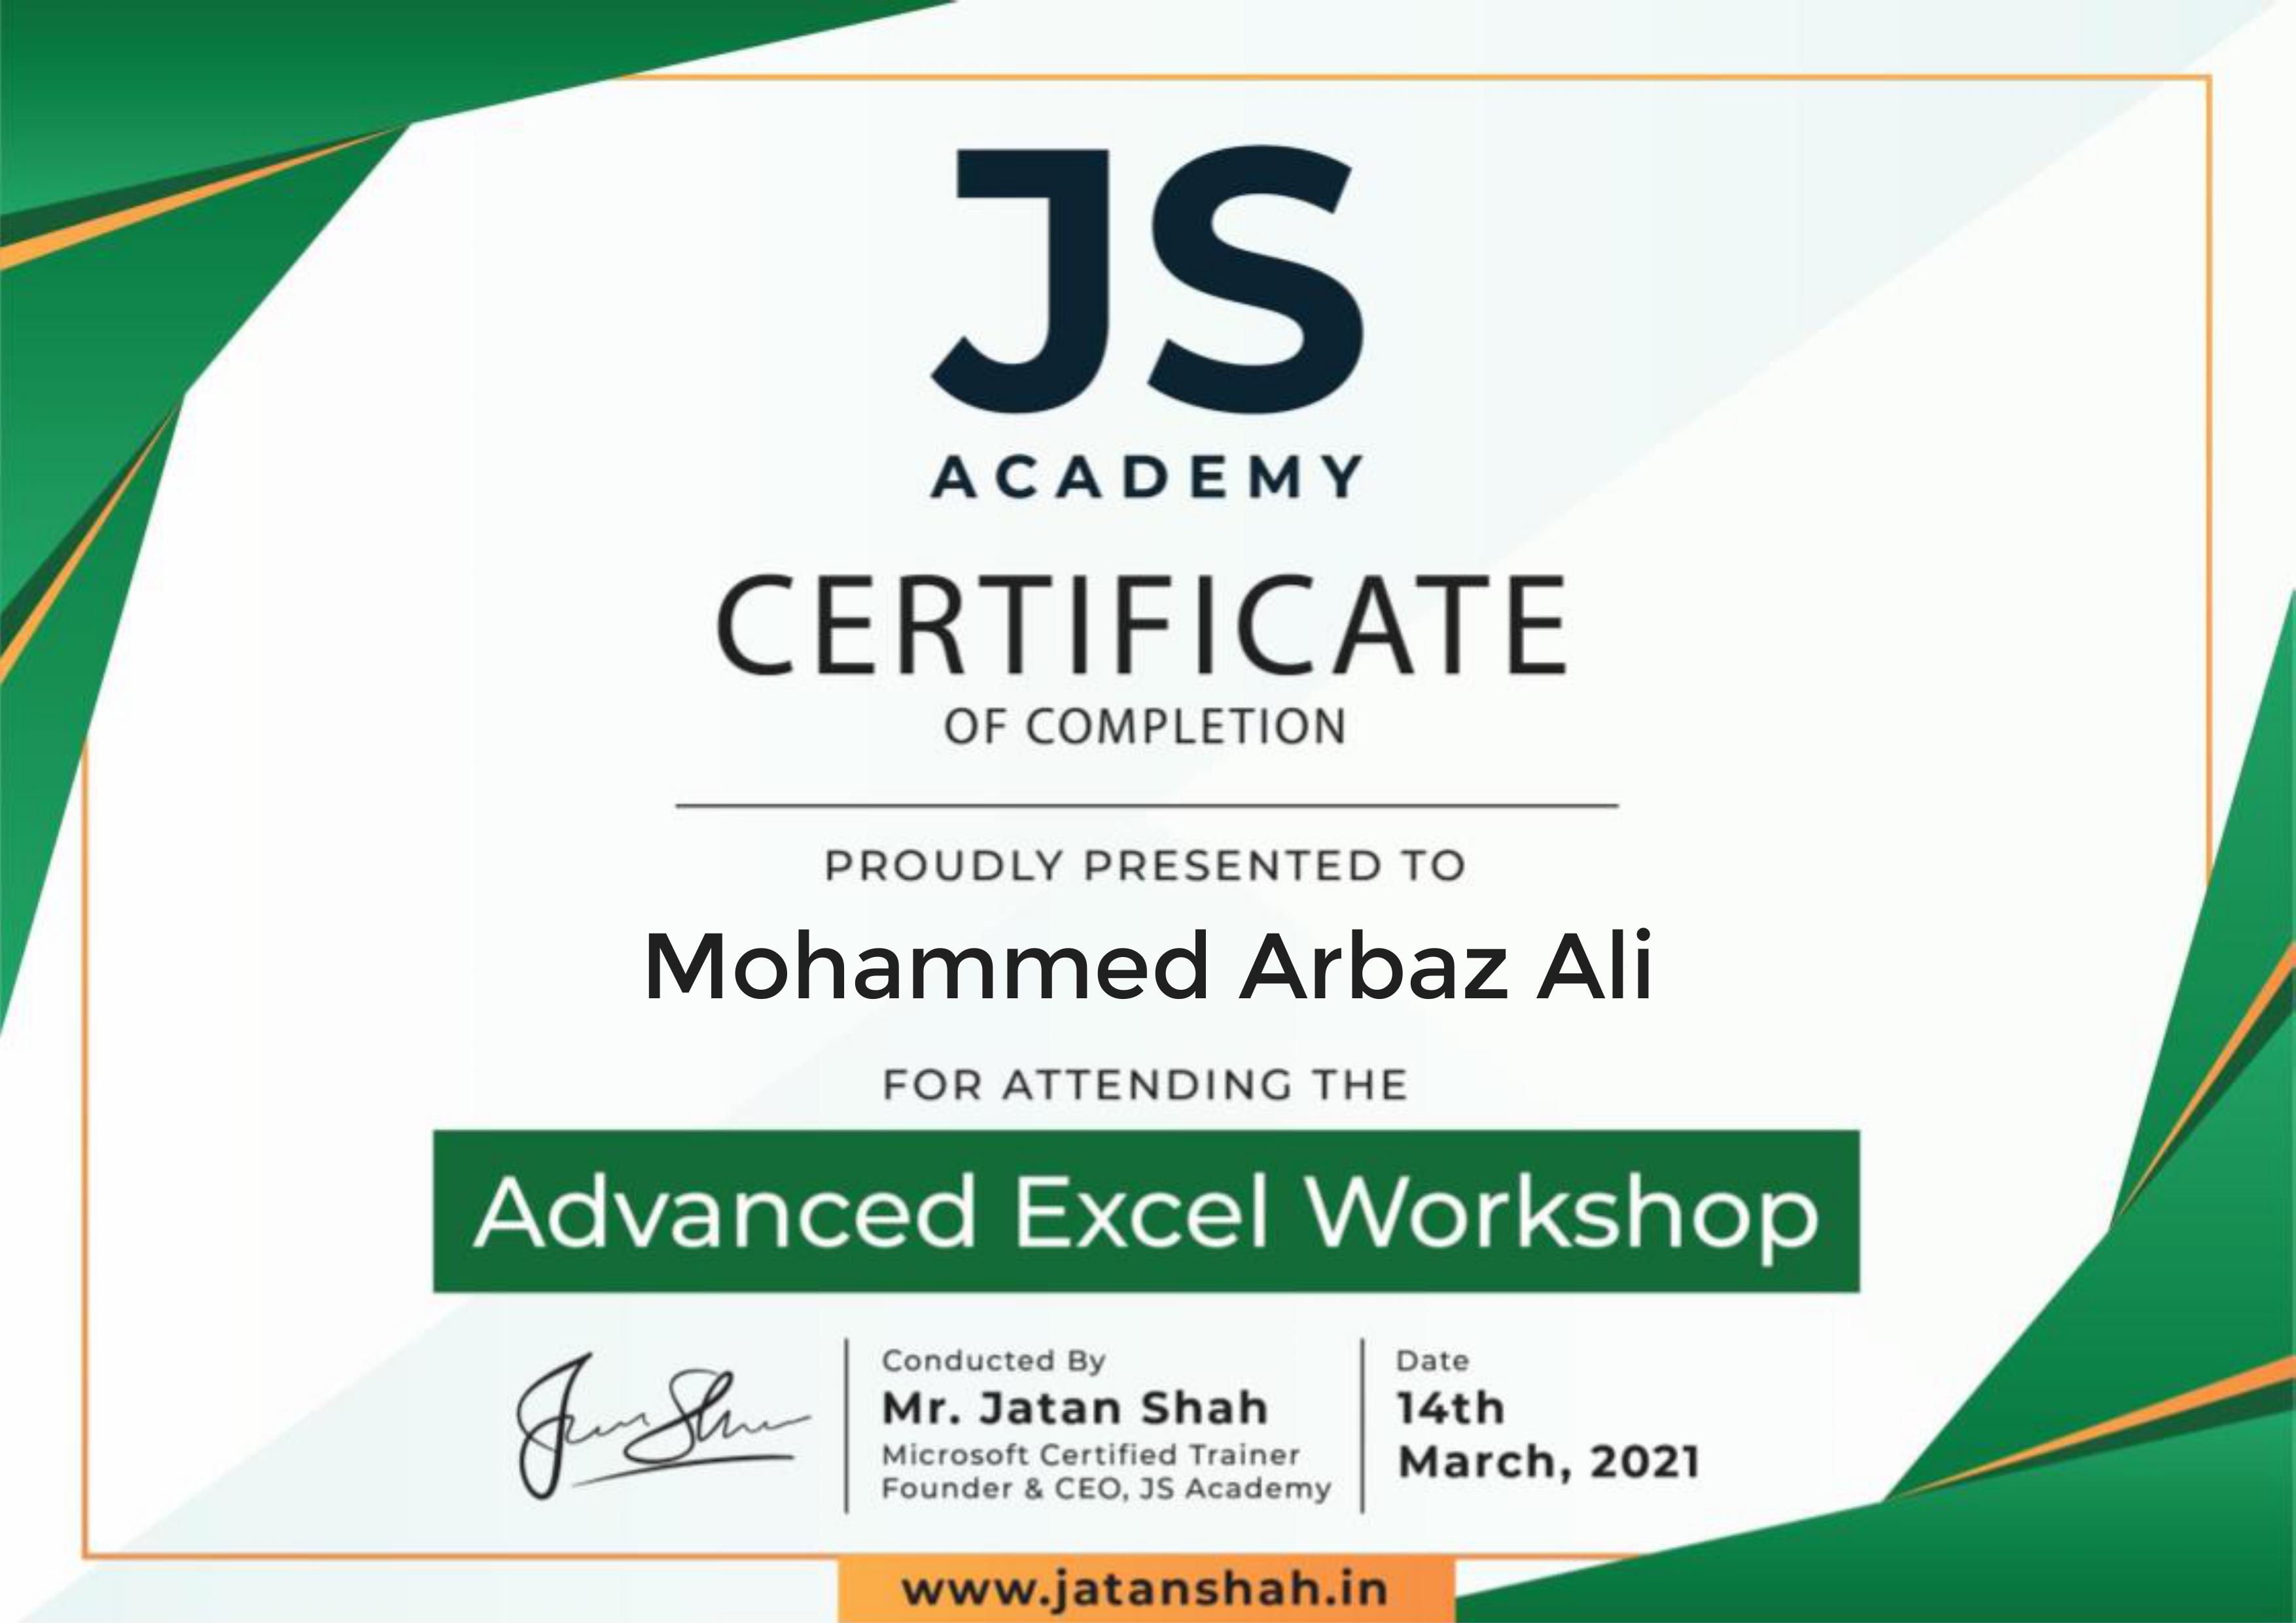 JS
ACADEMY
CERTIFICATE
OF COMPLETION
PROUDLY PRESENTED TO
Mohammed Arbaz Ali
FOR ATTENDING THE
Advanced Excel Workshop
Conducted By
Mr. Jatan Shah
Microsoft Certified Trainer
Founder & CEO, JS Academy
Date
14th
March, 2021
www.jatanshah.in